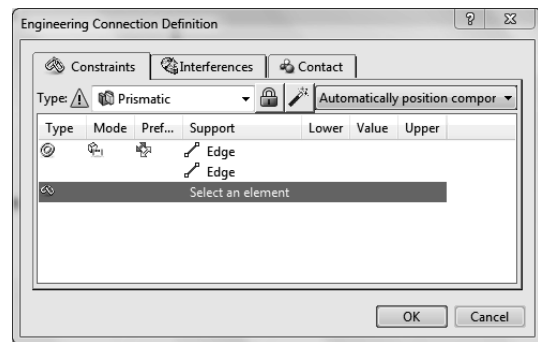 Engineering Connection Definition
Constraints Interferences Contact
Type: Prismatic Automatically position compor
Type Mode Pref... Support Lower Value Upper
Edge
Edge
Select an element
OK Cancel